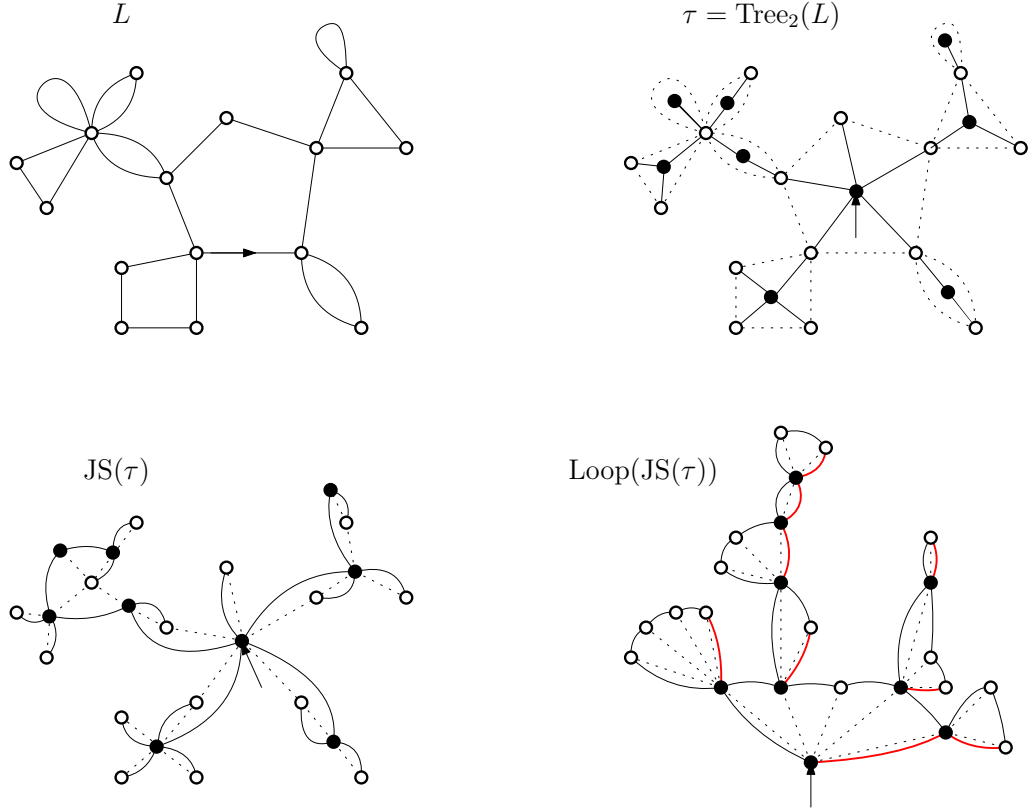 L
τ = Tree₂(L)
JS(τ)
Loop(JS(τ))